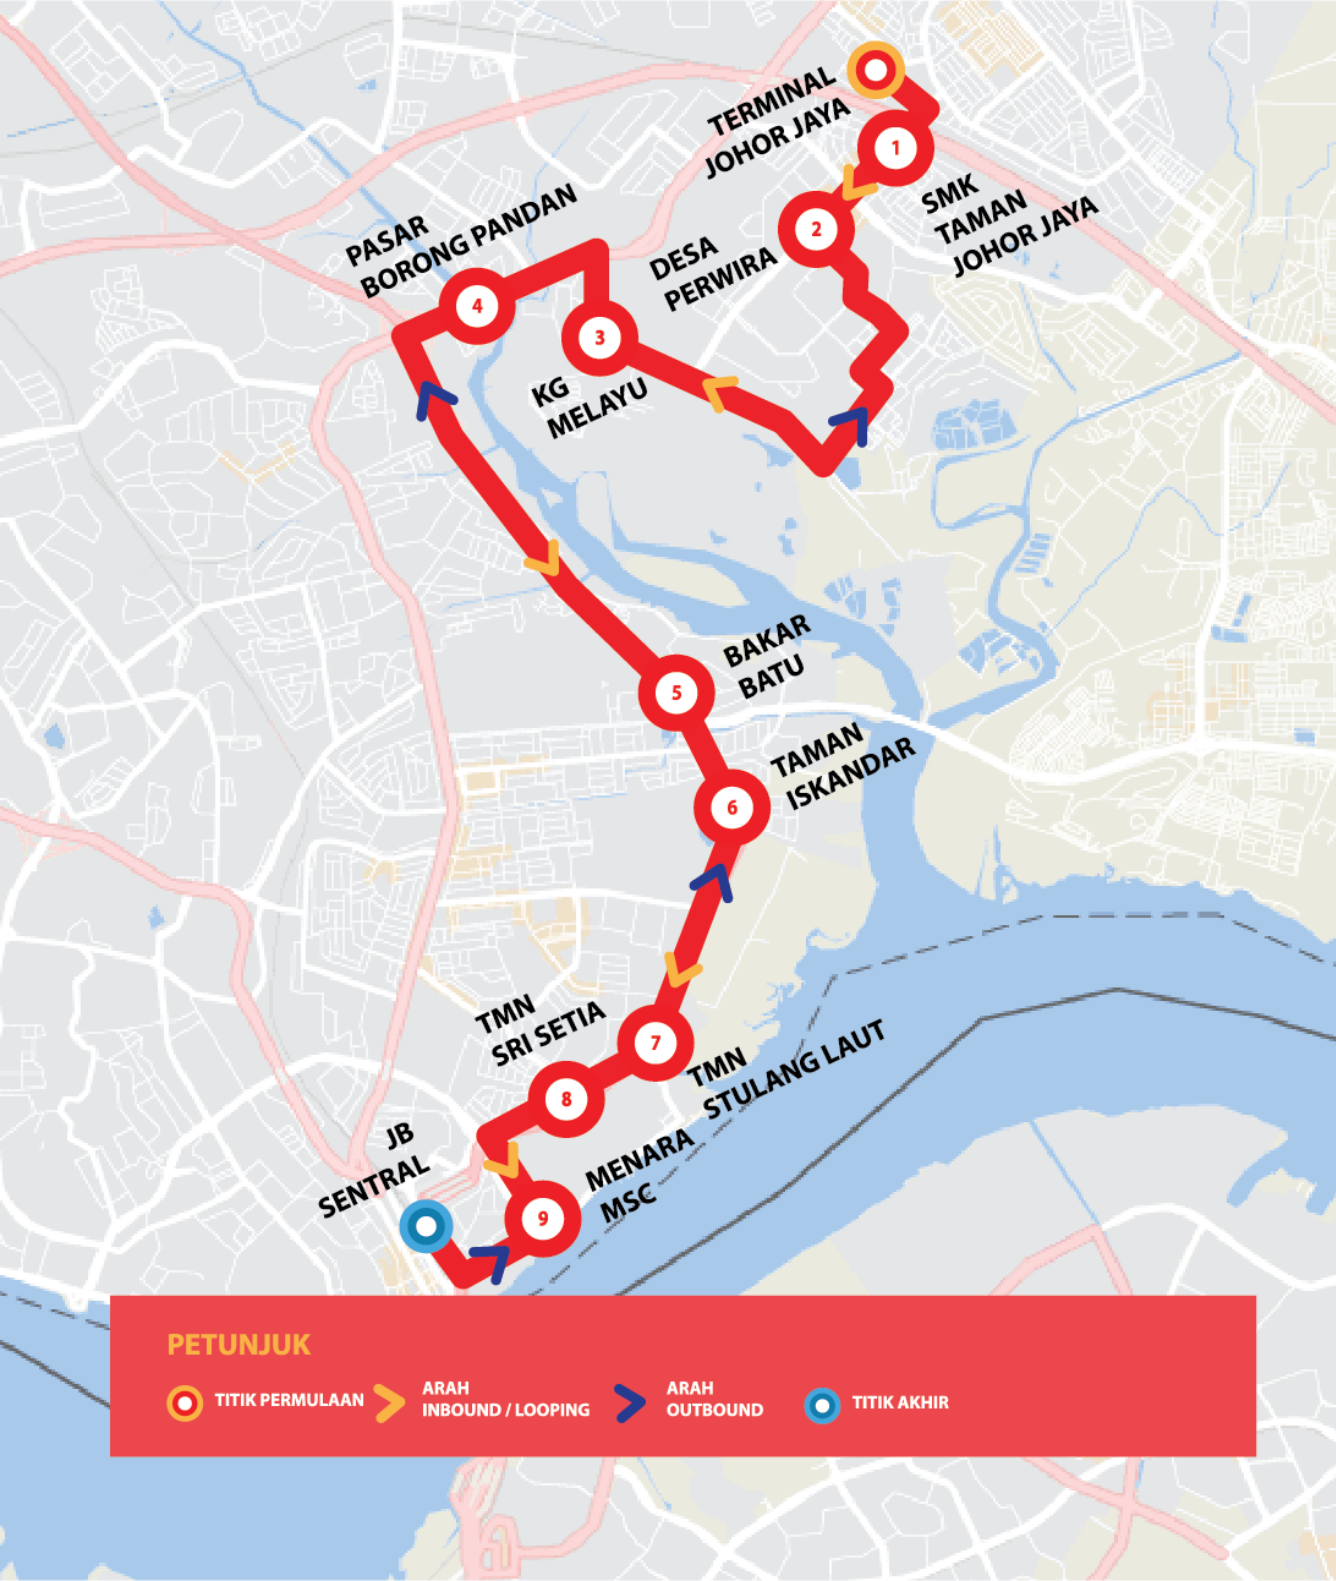 TERMINAL
JOHOR JAYA
1
SMK
TAMAN
JOHOR JAYA
2
DESA
PERWIRA
3
KG
MELAYU
PASAR
BORONG PANDAN
4
5
BAKAR
BATU
6
TAMAN
ISKANDAR
7
TMN
STULANG LAUT
TMN
SRI SETIA
8
9
MENARA
MSC
JB
SENTRAL
PETUNJUK
TITIK PERMULAAN
ARAH
INBOUND / LOOPING
ARAH
OUTBOUND
TITIK AKHIR